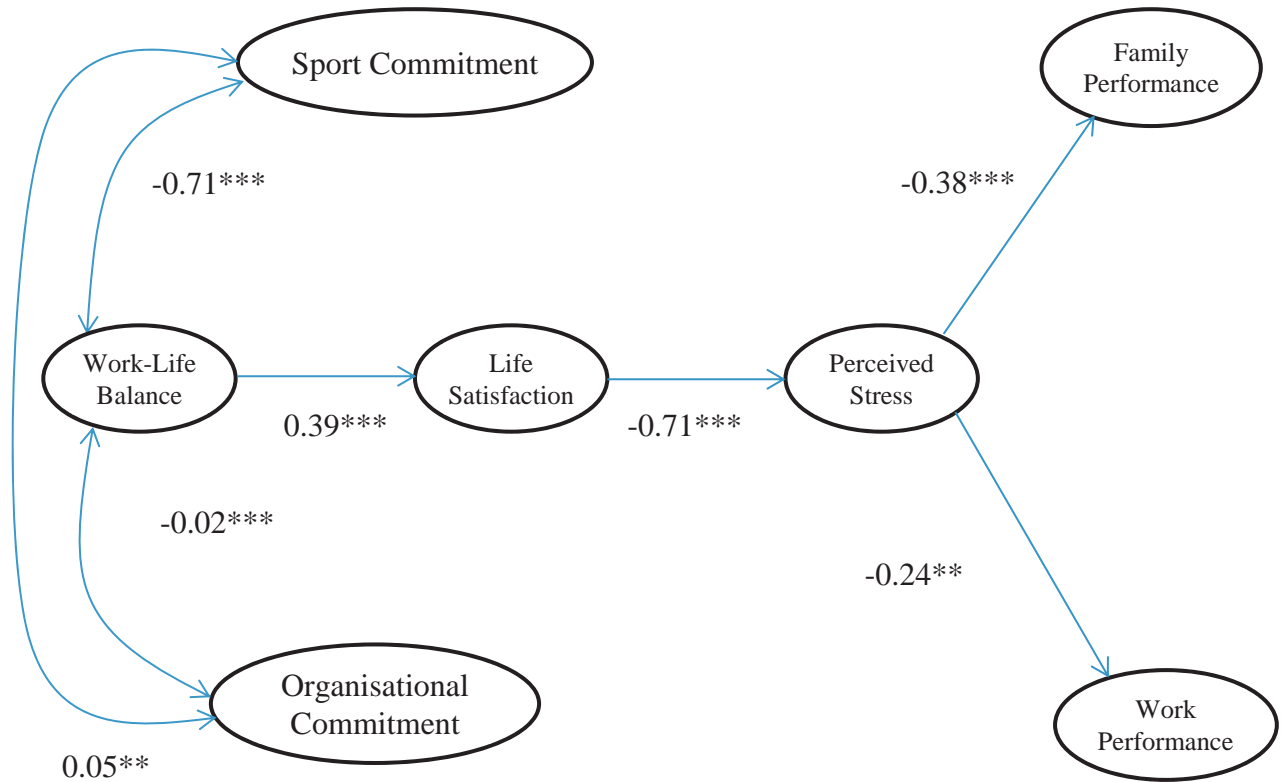 Sport Commitment
Family
Performance
-0.71***
-0.38***
Work-Life
Balance
Life
Satisfaction
Perceived
Stress
0.39***
-0.71***
-0.02***
-0.24**
Organisational
Commitment
Work
Performance
0.05**